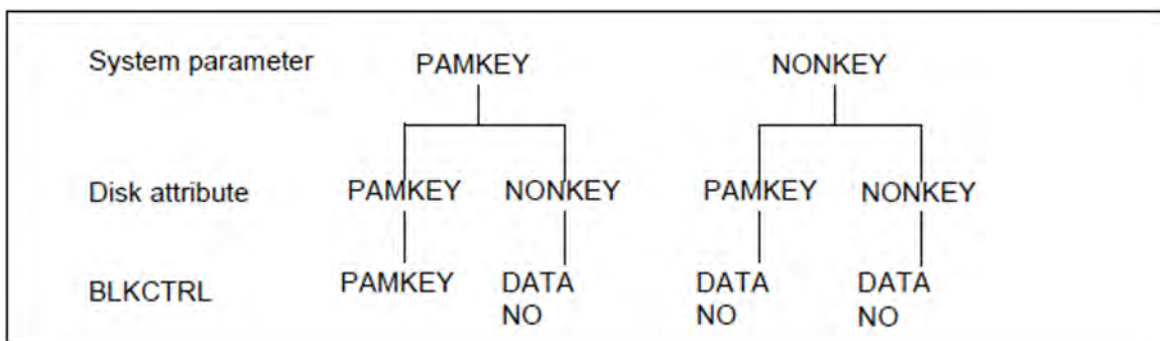 System parameter PAMKEY NONKEY
Disk attribute PAMKEY NONKEY PAMKEY NONKEY
BLKCTRL PAMKEY DATA DATA DATA
NO NO NO